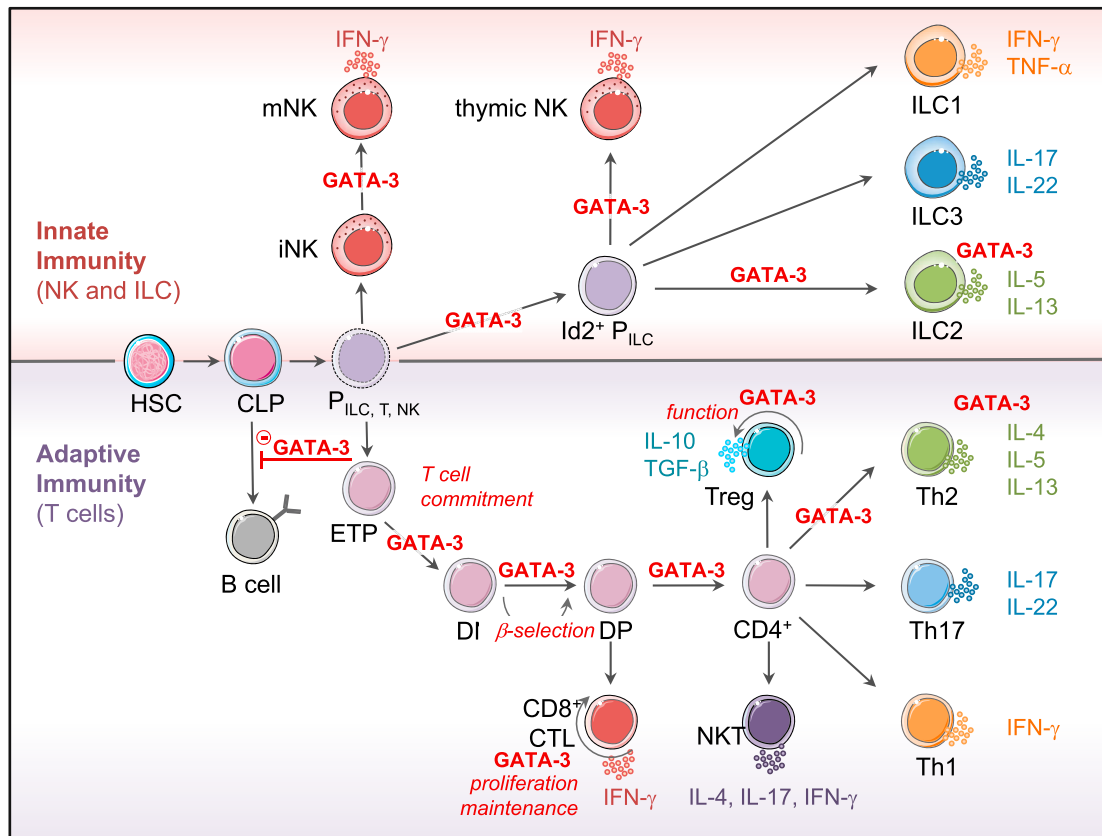 IFN-γ
IFN-γ
IFN-γ
TNF-α
mNK
thymic NK
ILC1
GATA-3
GATA-3
IL-17
IL-22
ILC3
Innate
Immunity
(NK and ILC)
iNK
GATA-3
GATA-3
GATA-3
IL-5
IL-13
Id2⁺ P_ILC
ILC2
HSC
CLP
P_ILC, T, NK
GATA-3
function
GATA-3
IL-10
TGF-β
Treg
IL-4
IL-5
IL-13
Th2
Adaptive
Immunity
(T cells)
⊖
GATA-3
T cell
commitment
ETP
B cell
GATA-3
GATA-3
GATA-3
GATA-3
β-selection
DP
CD4⁺
IL-17
IL-22
Th17
CD8⁺
CTL
GATA-3
proliferation
maintenance
IFN-γ
NKT
IL-4, IL-17, IFN-γ
IFN-γ
Th1